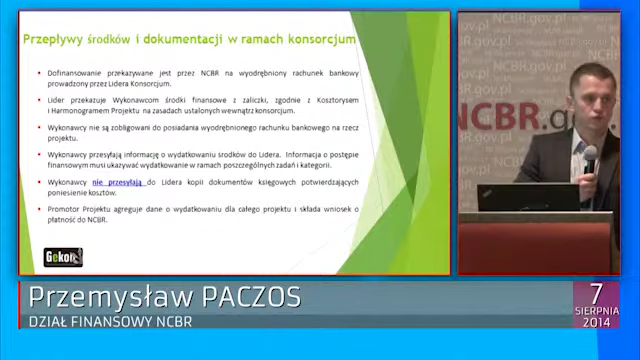 Przepływy środków i dokumentacji w ramach konsorcjum
Dofinansowanie przekazywane jest przez NCBR na wyodrębniony rachunek bankowy
prowadzony przez Lidera Konsorcjum.
Lider przekazuje Wykonawcom środki finansowe z zaliczki, zgodnie z Kosztorysem
i Harmonogramem Projektu na zasadach ustalonych wewnątrz konsorcjum.
Wykonawcy nie są zobligowani do posiadania wyodrębnionego rachunku bankowego na rzecz
projektu.
Wykonawcy przesyłają informację o wydatkowaniu środków do Lidera. Informacja o postępie
finansowym musi ukazywać wydatkowanie w ramach poszczególnych zadań i kategorii.
Wykonawcy nie przesyłają do Lidera kopii dokumentów księgowych potwierdzających
poniesienie kosztów.
Promotor Projektu agreguje dane o wydatkowaniu dla całego projektu i składa wniosek o
płatność do NCBR.
Gekon
NCBR.go
Przemysław PACZOS
DZIAŁ FINANSOWY NCBR
7
SIERPNIA
2014